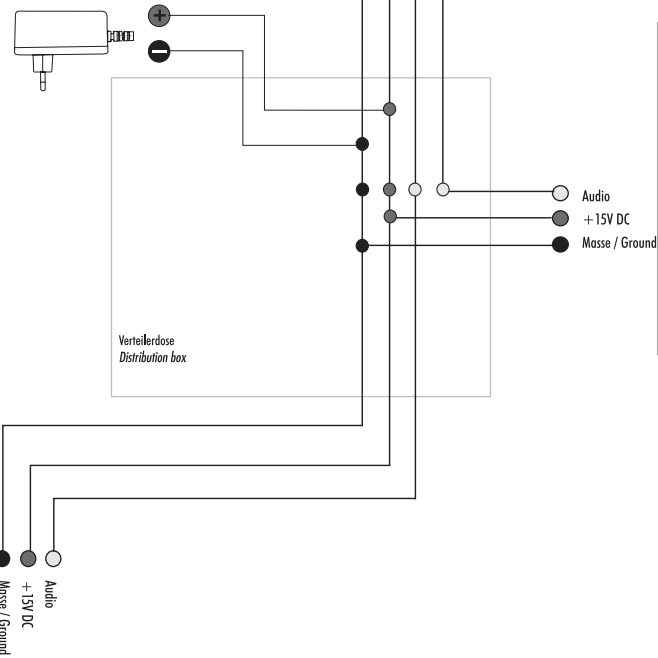 Audio
+15V DC
Masse / Ground
Verteilerdose
Distribution box
Audio
+15V DC
Masse / Ground